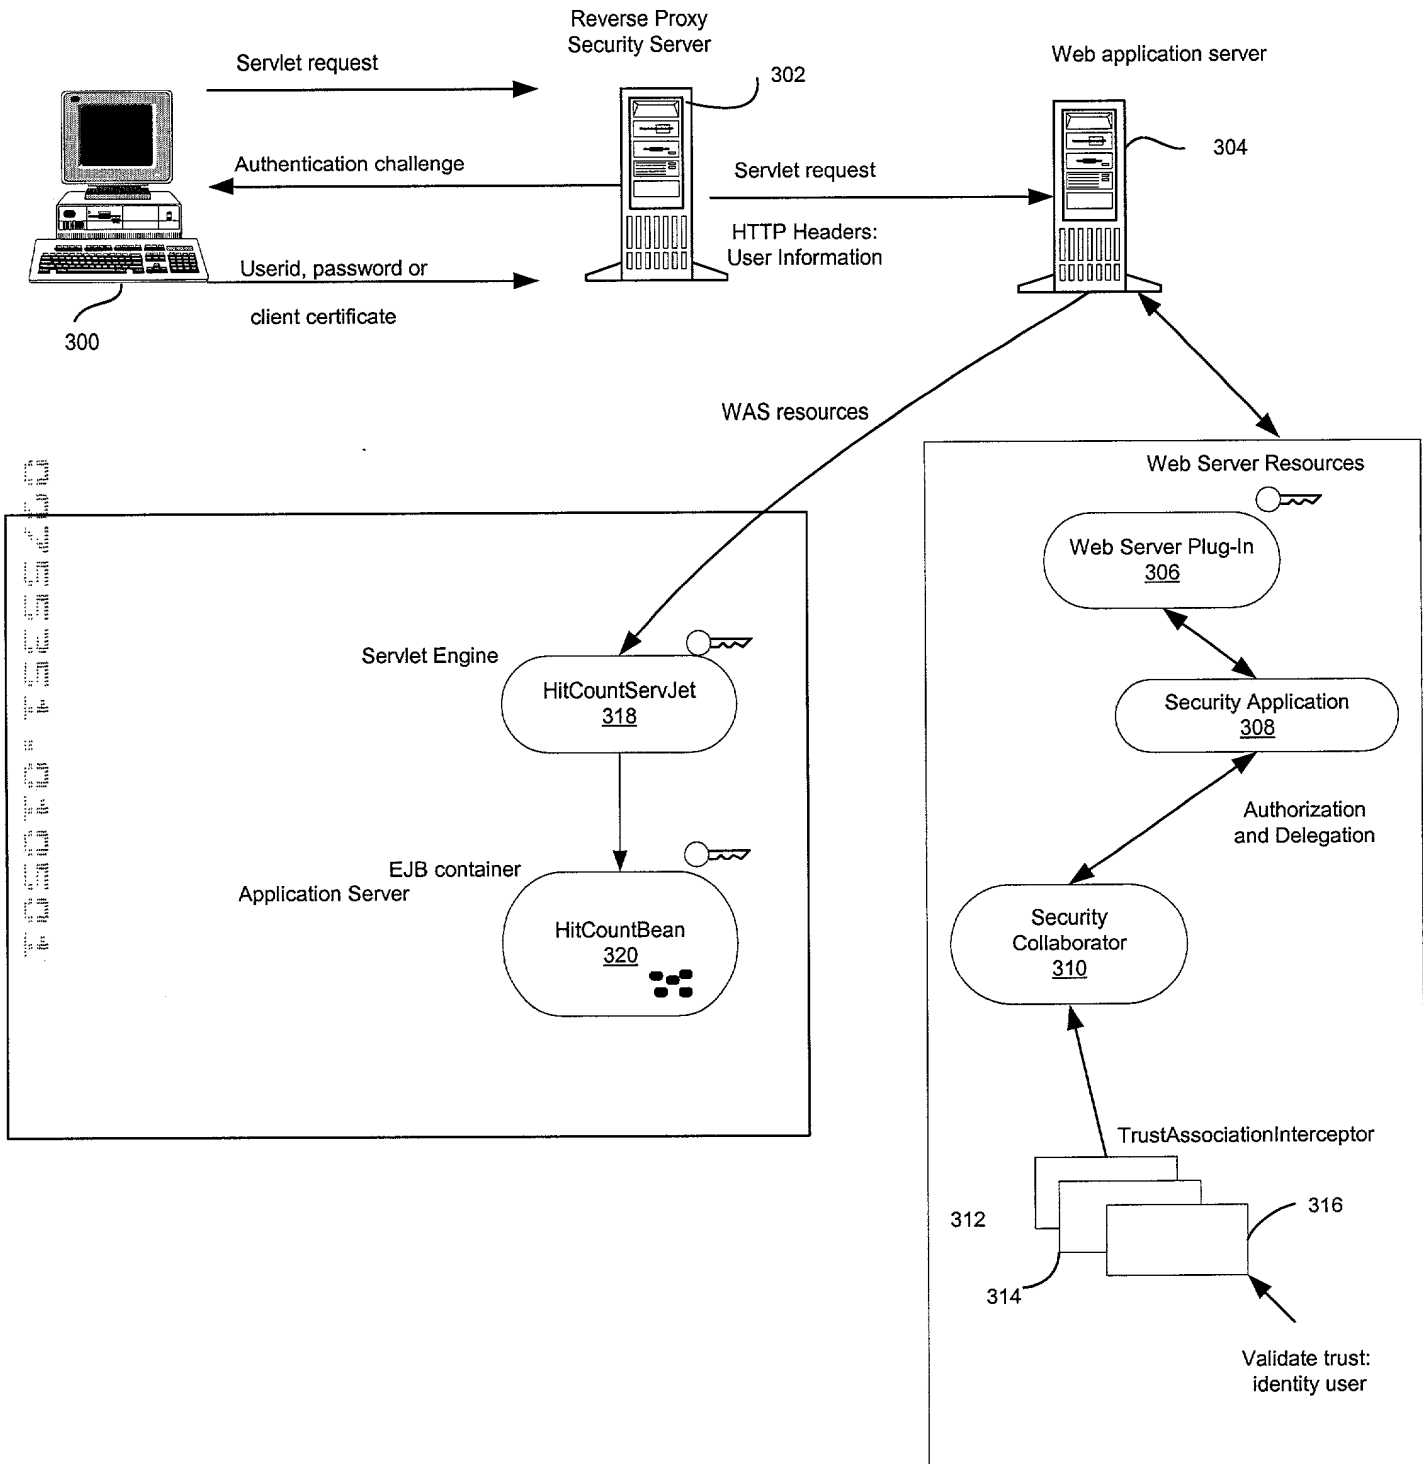 Reverse Proxy
Security Server
302
Servlet request
Web application server
304
Authentication challenge
Servlet request
HTTP Headers:
User Information
Userid, password or
client certificate
300
WAS resources
Web Server Resources
Web Server Plug-In
306
Security Application
308
Authorization
and Delegation
Security
Collaborator
310
TrustAssociationInterceptor
312
314
316
Validate trust:
identity user
Servlet Engine
HitCountServJet
318
EJB container
Application Server
HitCountBean
320
09755351.010501